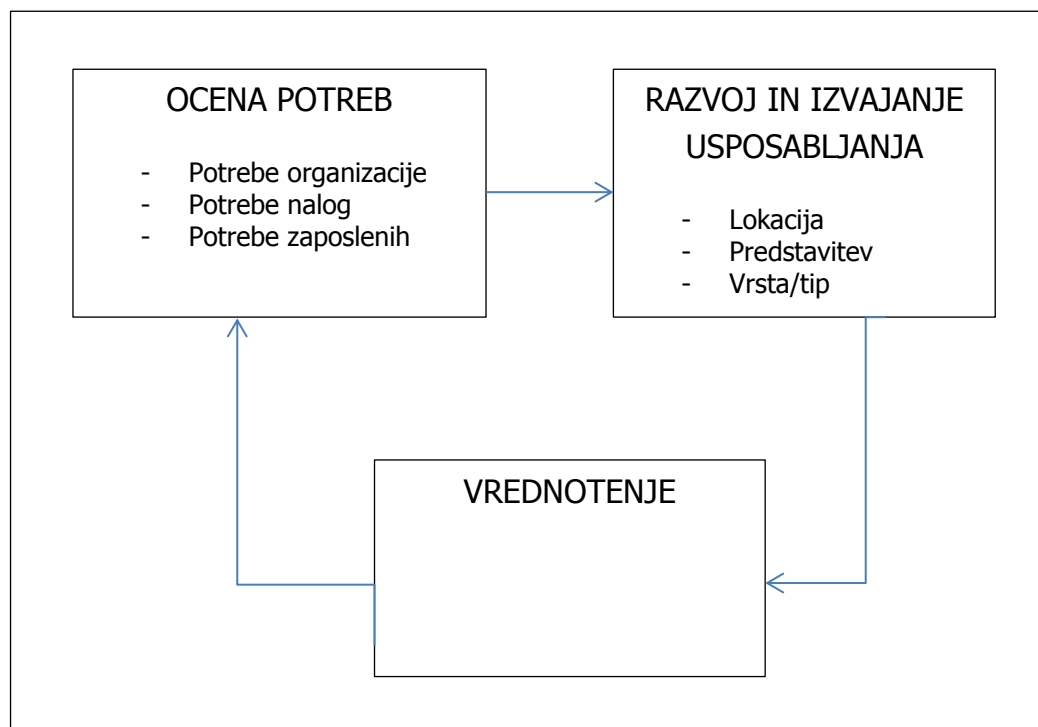 OCENA POTREB
- Potrebe organizacije
- Potrebe nalog
- Potrebe zaposlenih
RAZVOJ IN IZVAJANJE
USPOSABLJANJA
- Lokacija
- Predstavitev
- Vrsta/tip
VREDNOTENJE